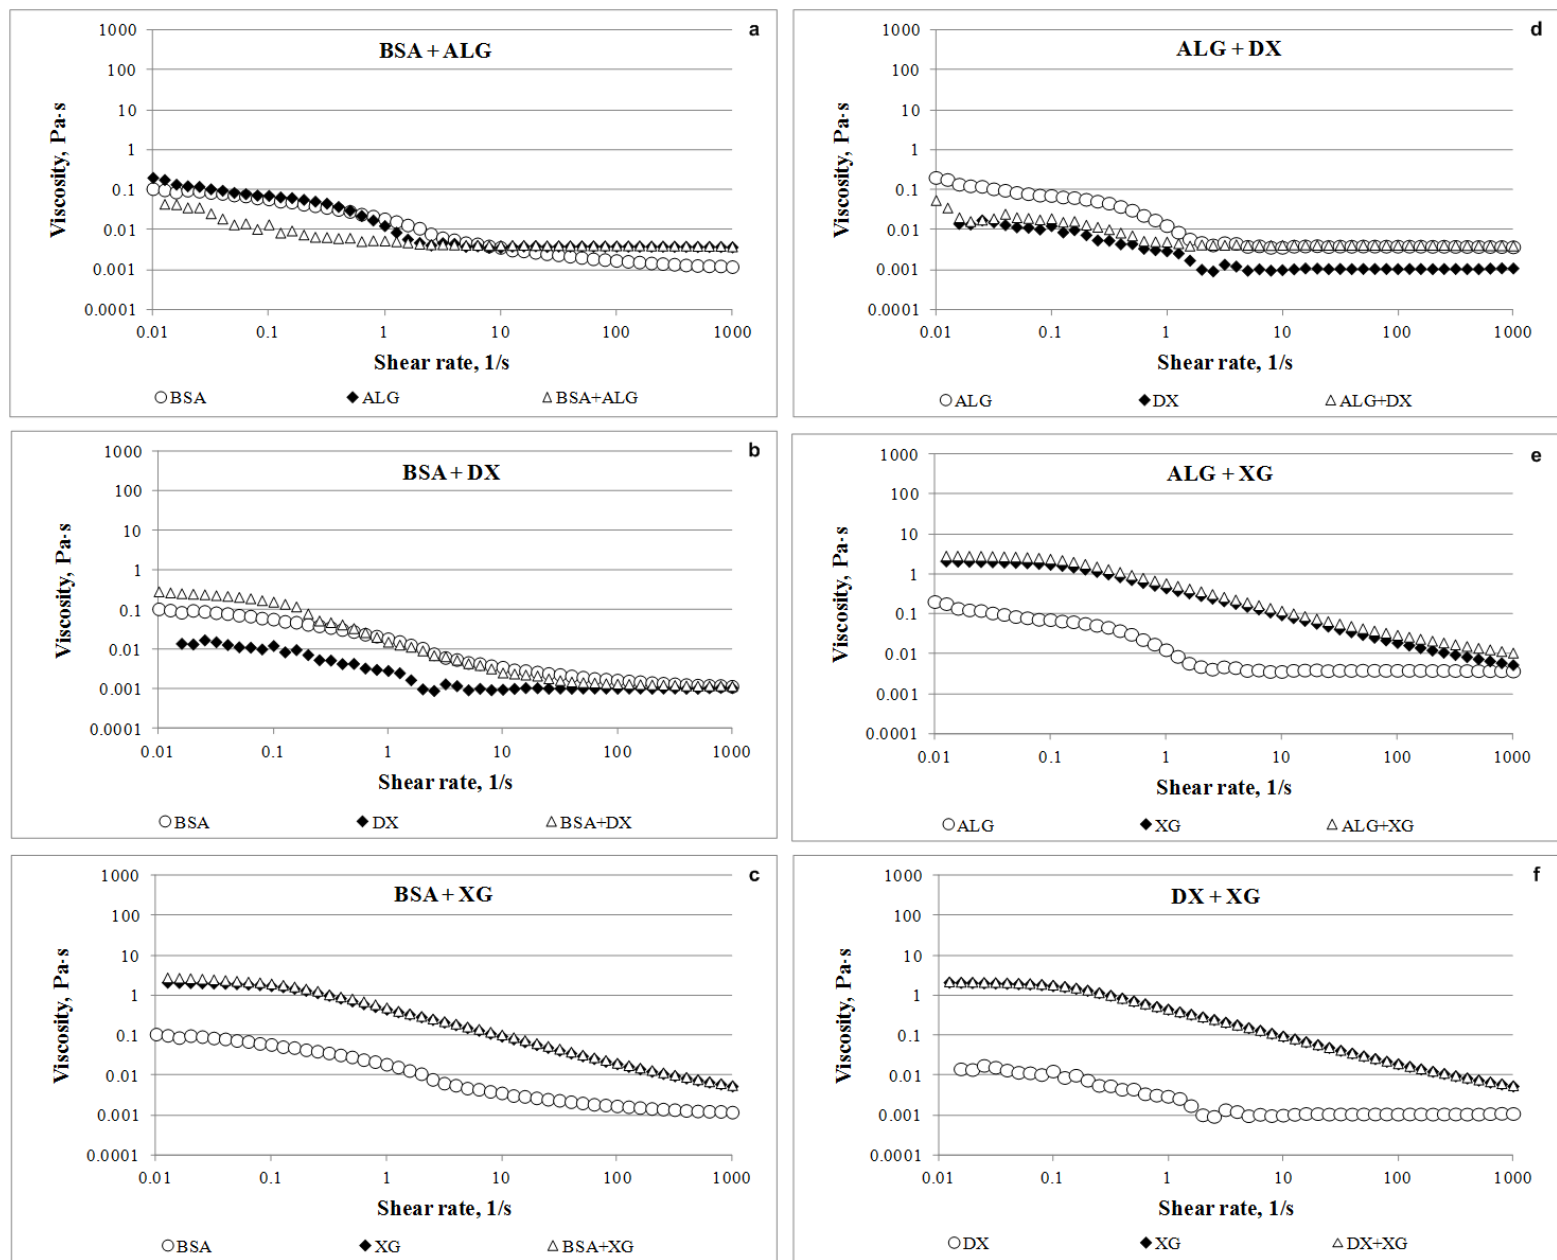 a
BSA + ALG
1000
100
10
1
0.1
0.01
0.001
0.0001
Viscosity, Pa·s
0.01 0.1 1 10 100 1000
Shear rate, 1/s
BSA ALG BSA+ALG
b
BSA + DX
1000
100
10
1
0.1
0.01
0.001
0.0001
Viscosity, Pa·s
0.01 0.1 1 10 100 1000
Shear rate, 1/s
BSA DX BSA+DX
c
BSA + XG
1000
100
10
1
0.1
0.01
0.001
0.0001
Viscosity, Pa·s
0.01 0.1 1 10 100 1000
Shear rate, 1/s
BSA XG BSA+XG
d
ALG + DX
1000
100
10
1
0.1
0.01
0.001
0.0001
Viscosity, Pa·s
0.01 0.1 1 10 100 1000
Shear rate, 1/s
ALG DX ALG+DX
e
ALG + XG
1000
100
10
1
0.1
0.01
0.001
0.0001
Viscosity, Pa·s
0.01 0.1 1 10 100 1000
Shear rate, 1/s
ALG XG ALG+XG
f
DX + XG
1000
100
10
1
0.1
0.01
0.001
0.0001
Viscosity, Pa·s
0.01 0.1 1 10 100 1000
Shear rate, 1/s
DX XG DX+XG